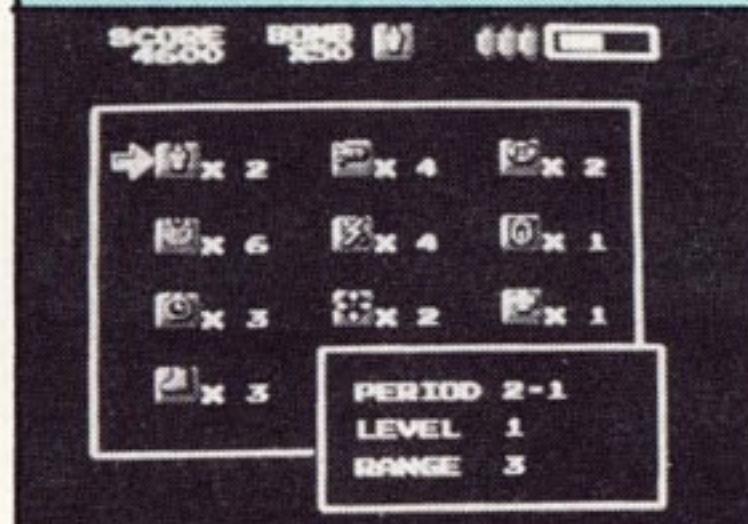 SCORE BOMB
4600 X50
X 2 X 4 X 2
X 6 X 4 X 1
X 3 X 2 X 1
X 3
PERIOD 2-1
LEVEL 1
RANGE 3